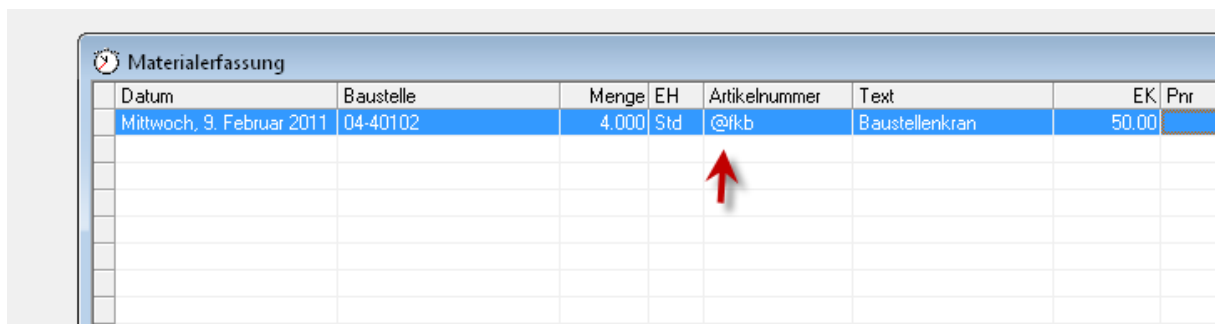 Materialerfassung
Datum Baustelle Menge EH Artikelnummer Text EK Pnr
Mittwoch, 9. Februar 2011 04-40102 4.000 Std @fkb Baustellenkran 50.00